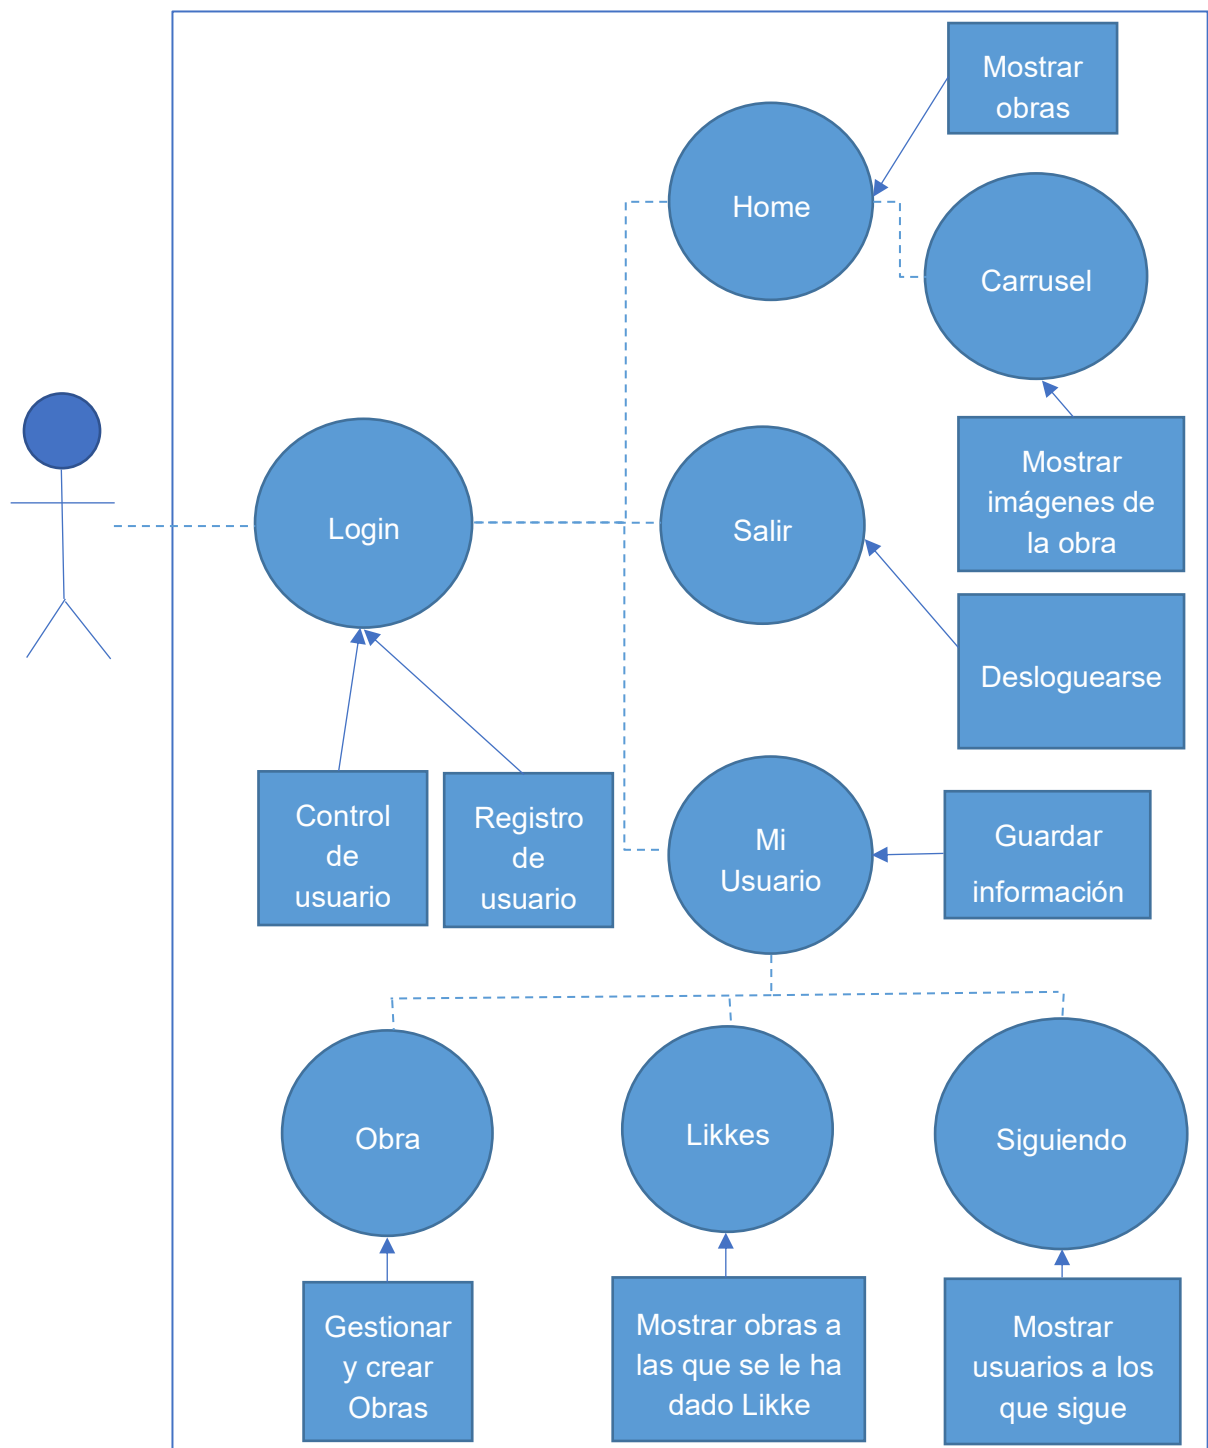 Mostrar
obras
Home
Carrusel
Mostrar
imágenes de
la obra
Login
Salir
Desloguearse
Control
de
usuario
Registro
de
usuario
Mi
Usuario
Guardar
información
Obra
Likkes
Siguiendo
Gestionar
y crear
Obras
Mostrar obras a
las que se le ha
dado Likke
Mostrar
usuarios a los
que sigue